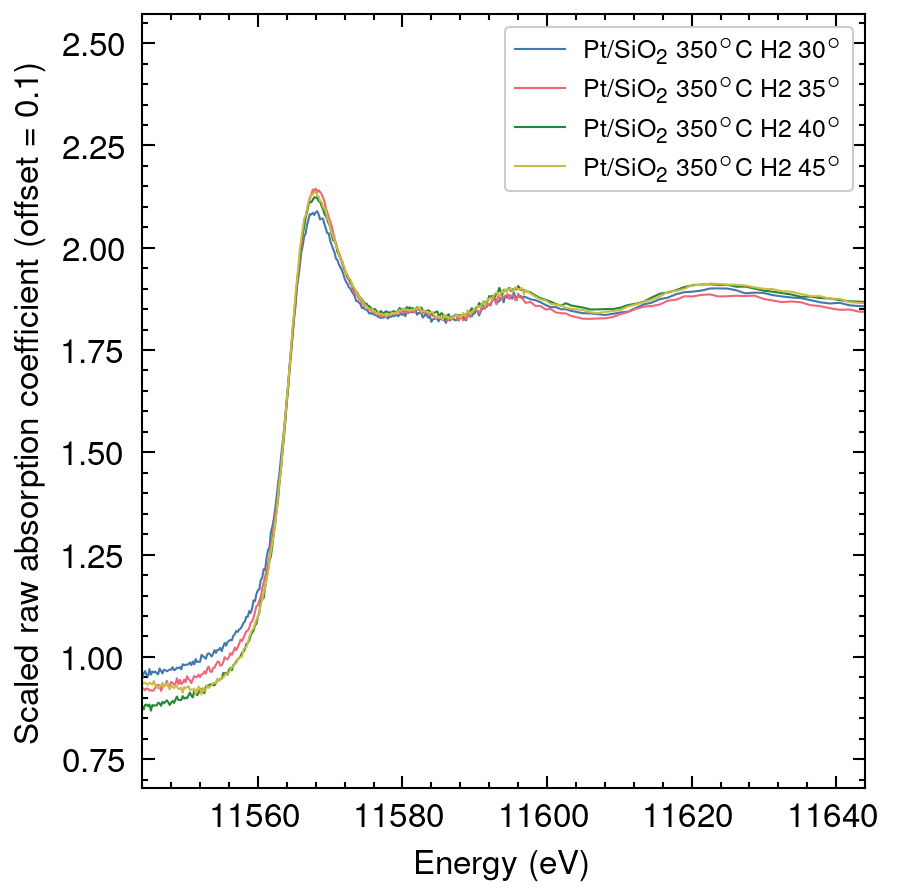 Scaled raw absorption coefficient (offset = 0.1)
2.50
2.25
2.00
1.75
1.50
1.25
1.00
0.75
Pt/SiO₂ 350°C H2 30°
Pt/SiO₂ 350°C H2 35°
Pt/SiO₂ 350°C H2 40°
Pt/SiO₂ 350°C H2 45°
11560 11580 11600 11620 11640
Energy (eV)